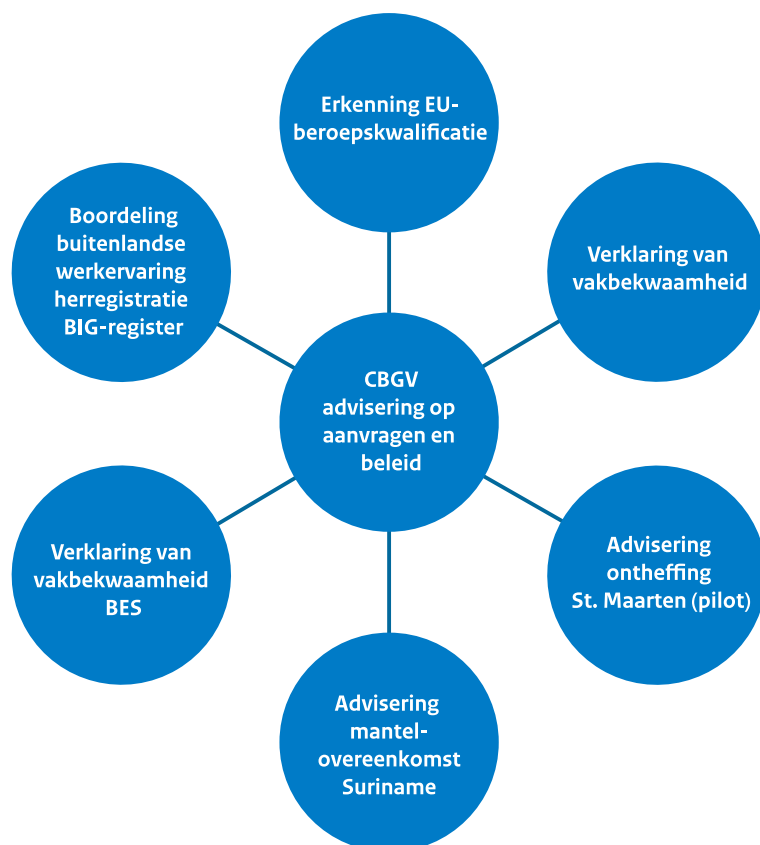 Erkenning EU-
beroepskwalificatie
Boordeling
buitenlandse
werkervaring
herregistratie
BIG-register
Verklaring van
vakbekwaamheid
CBGV
advisering op
aanvragen en
beleid
Verklaring van
vakbekwaamheid
BES
Advisering
ontheffing
St. Maarten (pilot)
Advisering
mantel-
overeenkomst
Suriname